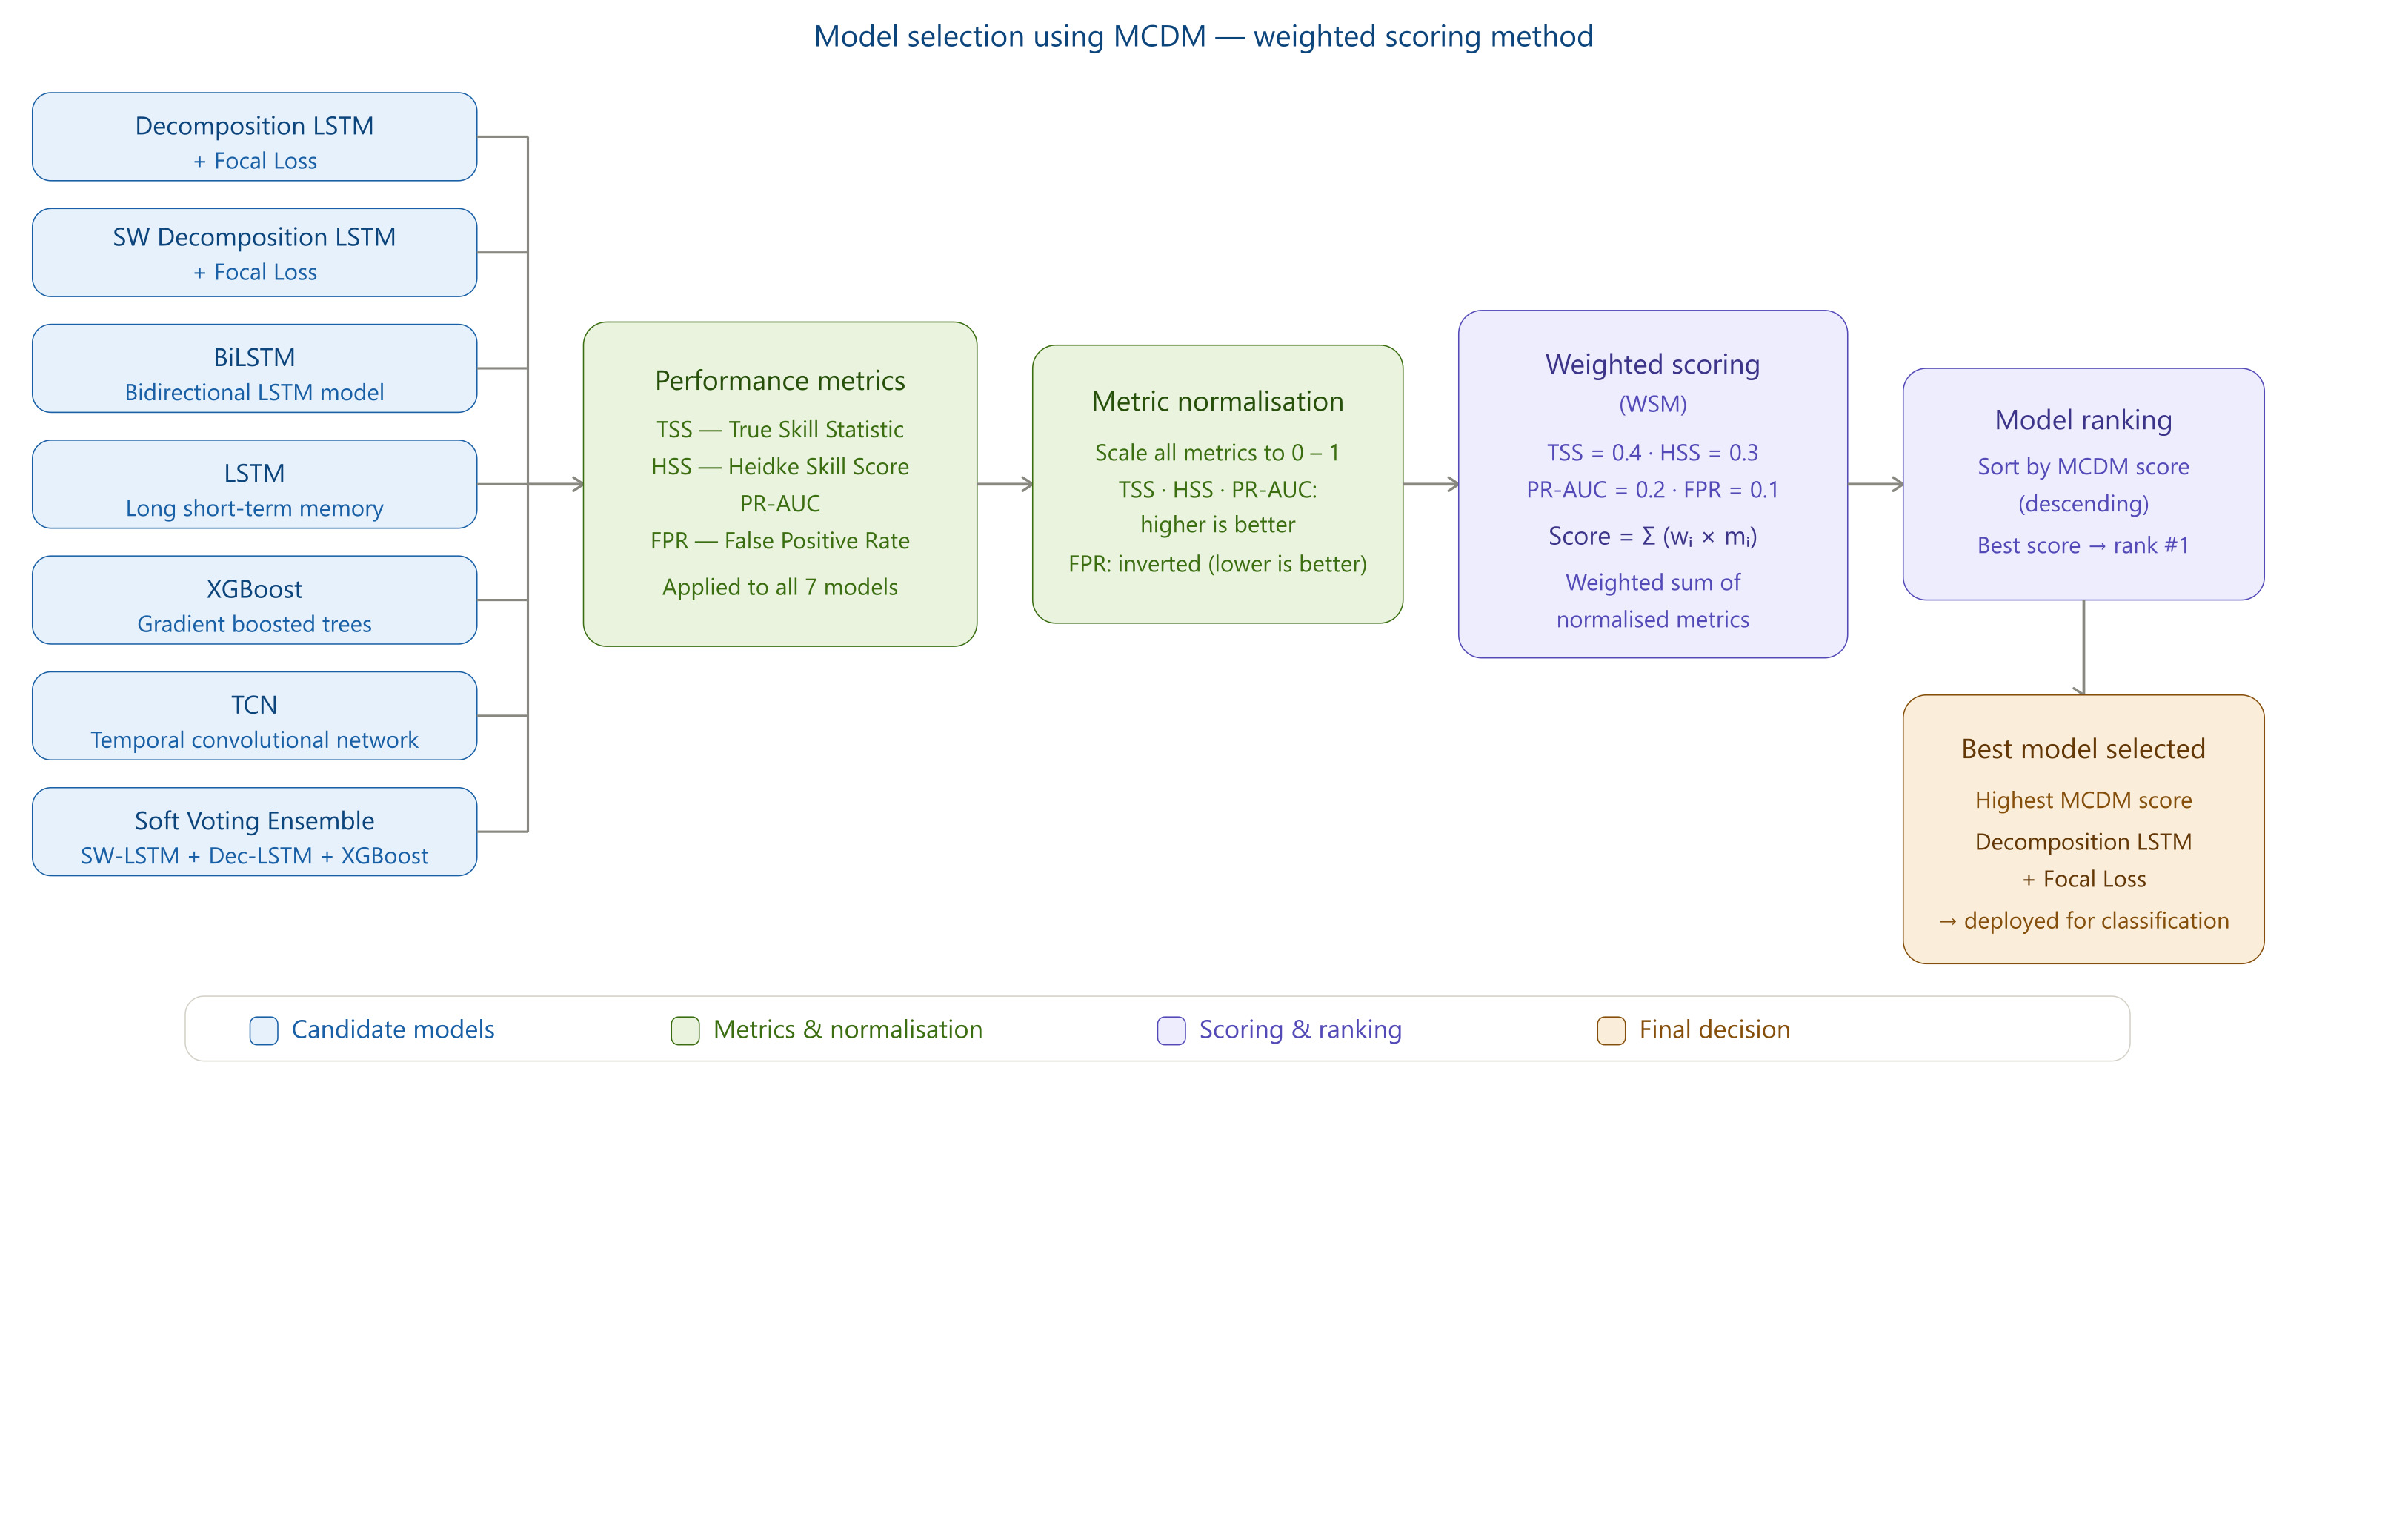 Model selection using MCDM — weighted scoring method
Decomposition LSTM
+ Focal Loss
SW Decomposition LSTM
+ Focal Loss
BiLSTM
Bidirectional LSTM model
LSTM
Long short-term memory
XGBoost
Gradient boosted trees
TCN
Temporal convolutional network
Soft Voting Ensemble
SW-LSTM + Dec-LSTM + XGBoost
Performance metrics
TSS — True Skill Statistic
HSS — Heidke Skill Score
PR-AUC
FPR — False Positive Rate
Applied to all 7 models
Metric normalisation
Scale all metrics to 0 – 1
TSS · HSS · PR-AUC:
higher is better
FPR: inverted (lower is better)
Weighted scoring
(WSM)
TSS = 0.4 · HSS = 0.3
PR-AUC = 0.2 · FPR = 0.1
Score = Σ (wᵢ × mᵢ)
Weighted sum of
normalised metrics
Model ranking
Sort by MCDM score
(descending)
Best score → rank #1
Best model selected
Highest MCDM score
Decomposition LSTM
+ Focal Loss
→ deployed for classification
Candidate models
Metrics & normalisation
Scoring & ranking
Final decision